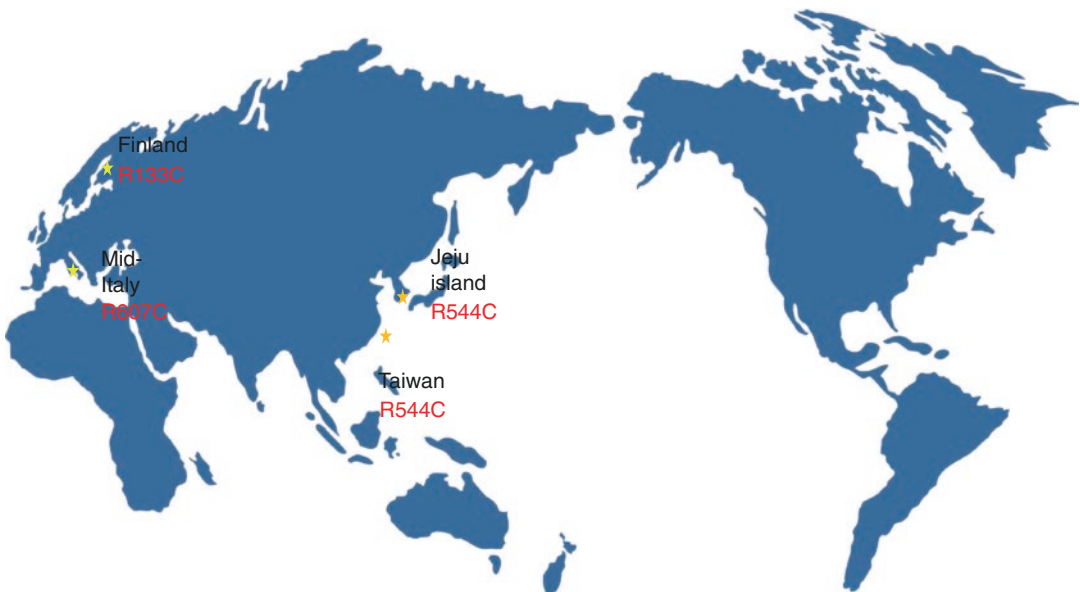 Finland
R133C
Mid-
Italy
R607C
Jeju
island
R544C
Taiwan
R544C